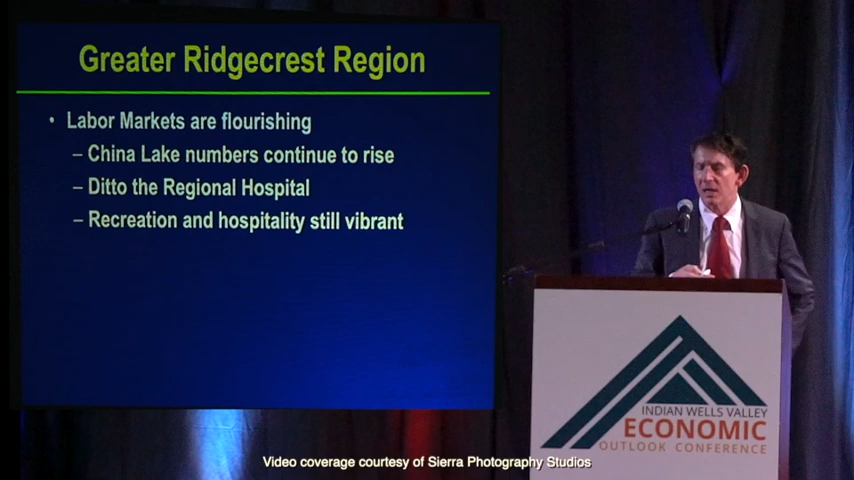 Greater Ridgecrest Region
• Labor Markets are flourishing
– China Lake numbers continue to rise
– Ditto the Regional Hospital
– Recreation and hospitality still vibrant
INDIAN WELLS VALLEY
ECONOMIC
OUTLOOK CONFERENCE
Video coverage courtesy of Sierra Photography Studios